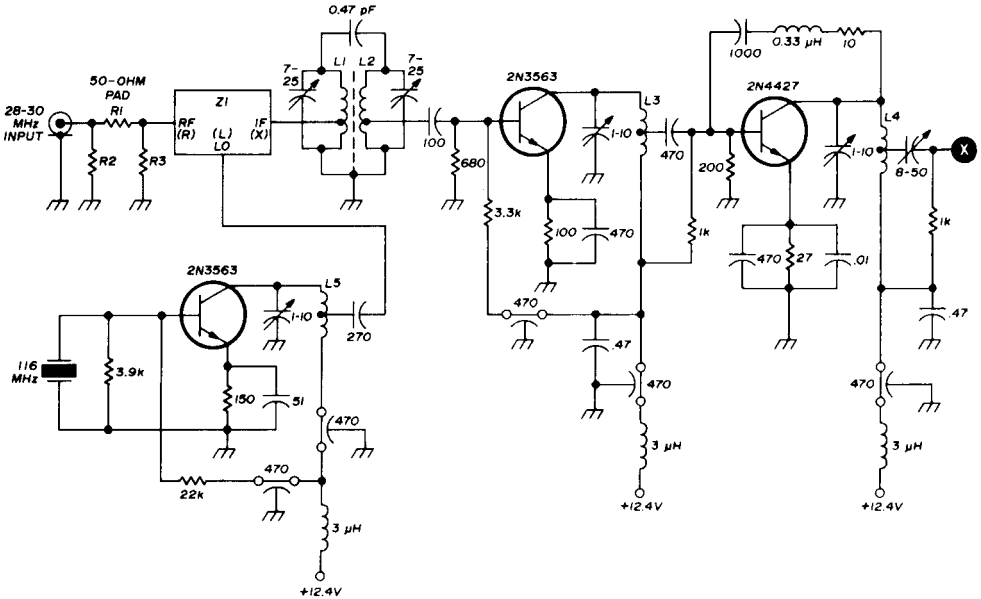 0.47 pF
7-25
L1
L2
7-25
50-OHM PAD
R1
28-30 MHz INPUT
R2
R3
Z1
RF (R)
(L) LO
IF (X)
100
680
2N3563
1-10
L3
3.3k
100
470
470
.47
470
3 µH
+12.4V
470
1k
200
1000
0.33 µH
10
2N4427
1-10
L4
8-50
X
1k
470
27
.01
.47
470
3 µH
+12.4V
2N3563
L5
1-10
270
116 MHz
3.9k
150
51
470
470
22k
3 µH
+12.4V